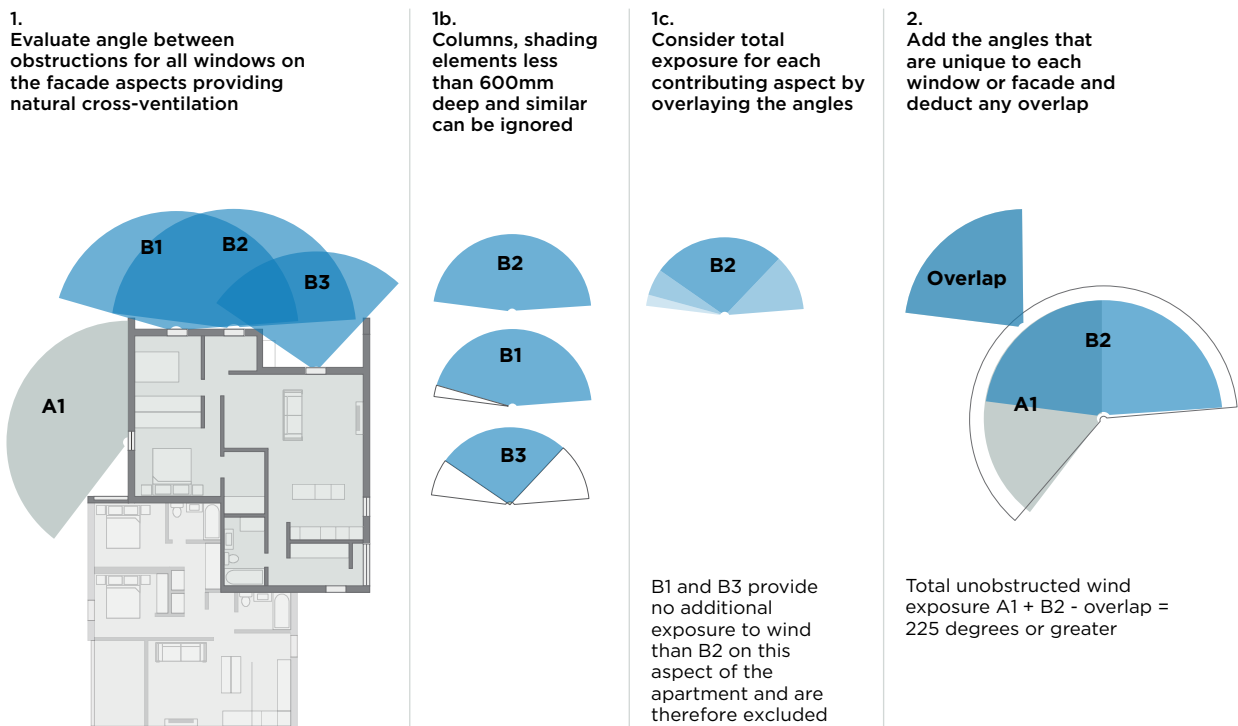 1.
Evaluate angle between
obstructions for all windows on
the facade aspects providing
natural cross-ventilation
B1
B2
B3
A1
1b.
Columns, shading
elements less
than 600mm
deep and similar
can be ignored
B2
B1
B3
1c.
Consider total
exposure for each
contributing aspect by
overlaying the angles
B2
B1 and B3 provide
no additional
exposure to wind
than B2 on this
aspect of the
apartment and are
therefore excluded
2.
Add the angles that
are unique to each
window or facade and
deduct any overlap
Overlap
B2
A1
Total unobstructed wind
exposure A1 + B2 - overlap =
225 degrees or greater